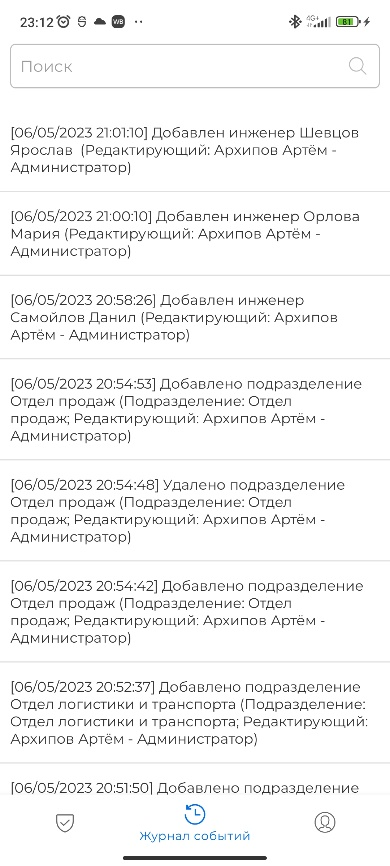 23:12
WB
4G+
81
Поиск
[06/05/2023 21:01:10] Добавлен инженер Шевцов
Ярослав (Редактирующий: Архипов Артём -
Администратор)
[06/05/2023 21:00:10] Добавлен инженер Орлова
Мария (Редактирующий: Архипов Артём -
Администратор)
[06/05/2023 20:58:26] Добавлен инженер
Самойлов Данил (Редактирующий: Архипов
Артём - Администратор)
[06/05/2023 20:54:53] Добавлено подразделение
Отдел продаж (Подразделение: Отдел
продаж; Редактирующий: Архипов Артём -
Администратор)
[06/05/2023 20:54:48] Удалено подразделение
Отдел продаж (Подразделение: Отдел
продаж; Редактирующий: Архипов Артём -
Администратор)
[06/05/2023 20:54:42] Добавлено подразделение
Отдел продаж (Подразделение: Отдел
продаж; Редактирующий: Архипов Артём -
Администратор)
[06/05/2023 20:52:37] Добавлено подразделение
Отдел логистики и транспорта (Подразделение:
Отдел логистики и транспорта; Редактирующий:
Архипов Артём - Администратор)
[06/05/2023 20:51:50] Добавлено подразделение
Журнал событий